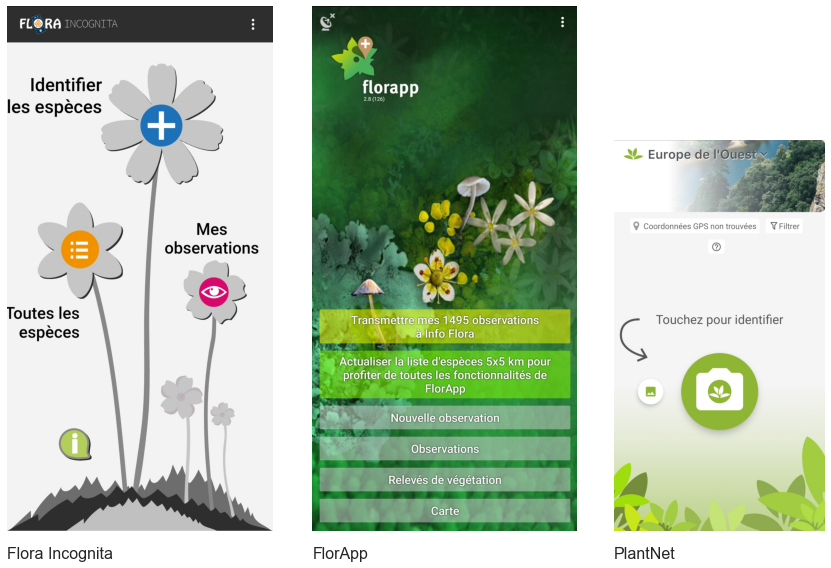 FLORA INCOGNITA
Identifier
les espèces
Mes
observations
Toutes les
espèces
i
Flora Incognita
florapp
2.8 (126)
Transmettre mes 1495 observations
à Info Flora
Actualiser la liste d'espèces 5x5 km pour
profiter de toutes les fonctionnalités de
FlorApp
Nouvelle observation
Observations
Relevés de végétation
Carte
FlorApp
Europe de l'Ouest
Coordonnées GPS non trouvées
Filtrer
Touchez pour identifier
PlantNet